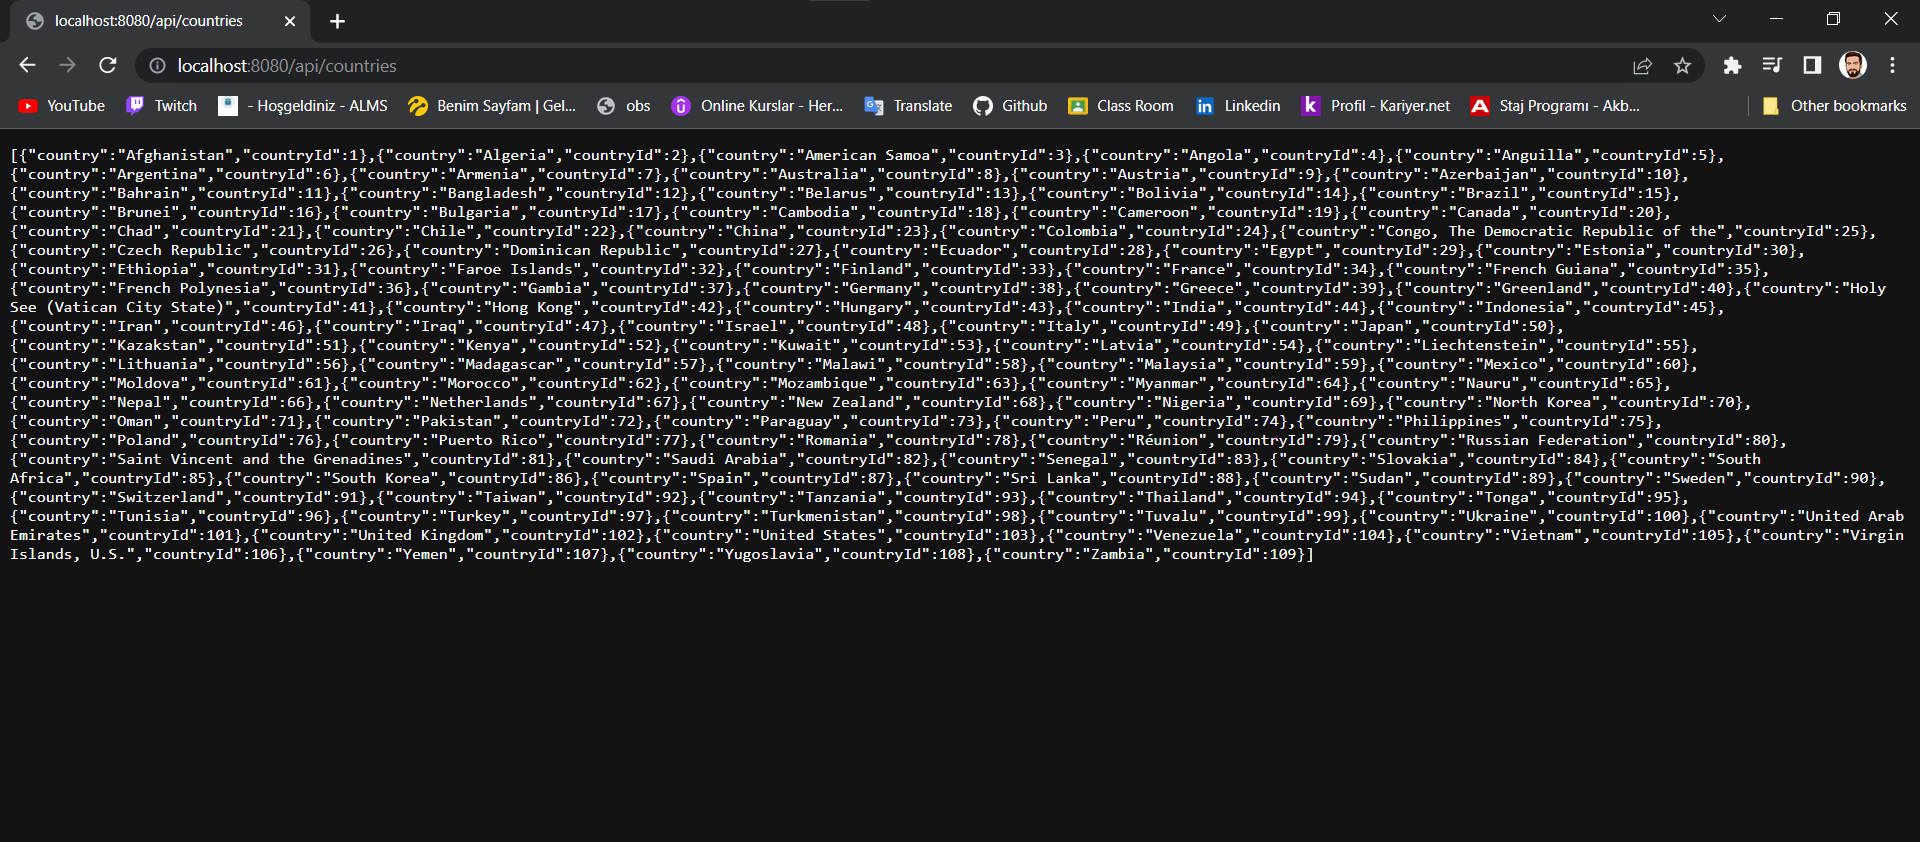 localhost:8080/api/countries
localhost:8080/api/countries
YouTube Twitch - Hoşgeldiniz - ALMS Benim Sayfam | Gel... obs Online Kurslar - Her... Translate Github Class Room Linkedin Profil - Kariyer.net Staj Programı - Akb... Other bookmarks
[{"country":"Afghanistan","countryId":1},{"country":"Algeria","countryId":2},{"country":"American Samoa","countryId":3},{"country":"Angola","countryId":4},{"country":"Anguilla","countryId":5},
{"country":"Argentina","countryId":6},{"country":"Armenia","countryId":7},{"country":"Australia","countryId":8},{"country":"Austria","countryId":9},{"country":"Azerbaijan","countryId":10},
{"country":"Bahrain","countryId":11},{"country":"Bangladesh","countryId":12},{"country":"Belarus","countryId":13},{"country":"Bolivia","countryId":14},{"country":"Brazil","countryId":15},
{"country":"Brunei","countryId":16},{"country":"Bulgaria","countryId":17},{"country":"Cambodia","countryId":18},{"country":"Cameroon","countryId":19},{"country":"Canada","countryId":20},
{"country":"Chad","countryId":21},{"country":"Chile","countryId":22},{"country":"China","countryId":23},{"country":"Colombia","countryId":24},{"country":"Congo, The Democratic Republic of the","countryId":25},
{"country":"Czech Republic","countryId":26},{"country":"Dominican Republic","countryId":27},{"country":"Ecuador","countryId":28},{"country":"Egypt","countryId":29},{"country":"Estonia","countryId":30},
{"country":"Ethiopia","countryId":31},{"country":"Faroe Islands","countryId":32},{"country":"Finland","countryId":33},{"country":"France","countryId":34},{"country":"French Guiana","countryId":35},
{"country":"French Polynesia","countryId":36},{"country":"Gambia","countryId":37},{"country":"Germany","countryId":38},{"country":"Greece","countryId":39},{"country":"Greenland","countryId":40},{"country":"Holy
See (Vatican City State)","countryId":41},{"country":"Hong Kong","countryId":42},{"country":"Hungary","countryId":43},{"country":"India","countryId":44},{"country":"Indonesia","countryId":45},
{"country":"Iran","countryId":46},{"country":"Iraq","countryId":47},{"country":"Israel","countryId":48},{"country":"Italy","countryId":49},{"country":"Japan","countryId":50},
{"country":"Kazakstan","countryId":51},{"country":"Kenya","countryId":52},{"country":"Kuwait","countryId":53},{"country":"Latvia","countryId":54},{"country":"Liechtenstein","countryId":55},
{"country":"Lithuania","countryId":56},{"country":"Madagascar","countryId":57},{"country":"Malawi","countryId":58},{"country":"Malaysia","countryId":59},{"country":"Mexico","countryId":60},
{"country":"Moldova","countryId":61},{"country":"Morocco","countryId":62},{"country":"Mozambique","countryId":63},{"country":"Myanmar","countryId":64},{"country":"Nauru","countryId":65},
{"country":"Nepal","countryId":66},{"country":"Netherlands","countryId":67},{"country":"New Zealand","countryId":68},{"country":"Nigeria","countryId":69},{"country":"North Korea","countryId":70},
{"country":"Oman","countryId":71},{"country":"Pakistan","countryId":72},{"country":"Paraguay","countryId":73},{"country":"Peru","countryId":74},{"country":"Philippines","countryId":75},
{"country":"Poland","countryId":76},{"country":"Puerto Rico","countryId":77},{"country":"Romania","countryId":78},{"country":"Réunion","countryId":79},{"country":"Russian Federation","countryId":80},
{"country":"Saint Vincent and the Grenadines","countryId":81},{"country":"Saudi Arabia","countryId":82},{"country":"Senegal","countryId":83},{"country":"Slovakia","countryId":84},{"country":"South
Africa","countryId":85},{"country":"South Korea","countryId":86},{"country":"Spain","countryId":87},{"country":"Sri Lanka","countryId":88},{"country":"Sudan","countryId":89},{"country":"Sweden","countryId":90},
{"country":"Switzerland","countryId":91},{"country":"Taiwan","countryId":92},{"country":"Tanzania","countryId":93},{"country":"Thailand","countryId":94},{"country":"Tonga","countryId":95},
{"country":"Tunisia","countryId":96},{"country":"Turkey","countryId":97},{"country":"Turkmenistan","countryId":98},{"country":"Tuvalu","countryId":99},{"country":"Ukraine","countryId":100},{"country":"United Arab
Emirates","countryId":101},{"country":"United Kingdom","countryId":102},{"country":"United States","countryId":103},{"country":"Venezuela","countryId":104},{"country":"Vietnam","countryId":105},{"country":"Virgin
Islands, U.S.","countryId":106},{"country":"Yemen","countryId":107},{"country":"Yugoslavia","countryId":108},{"country":"Zambia","countryId":109}]